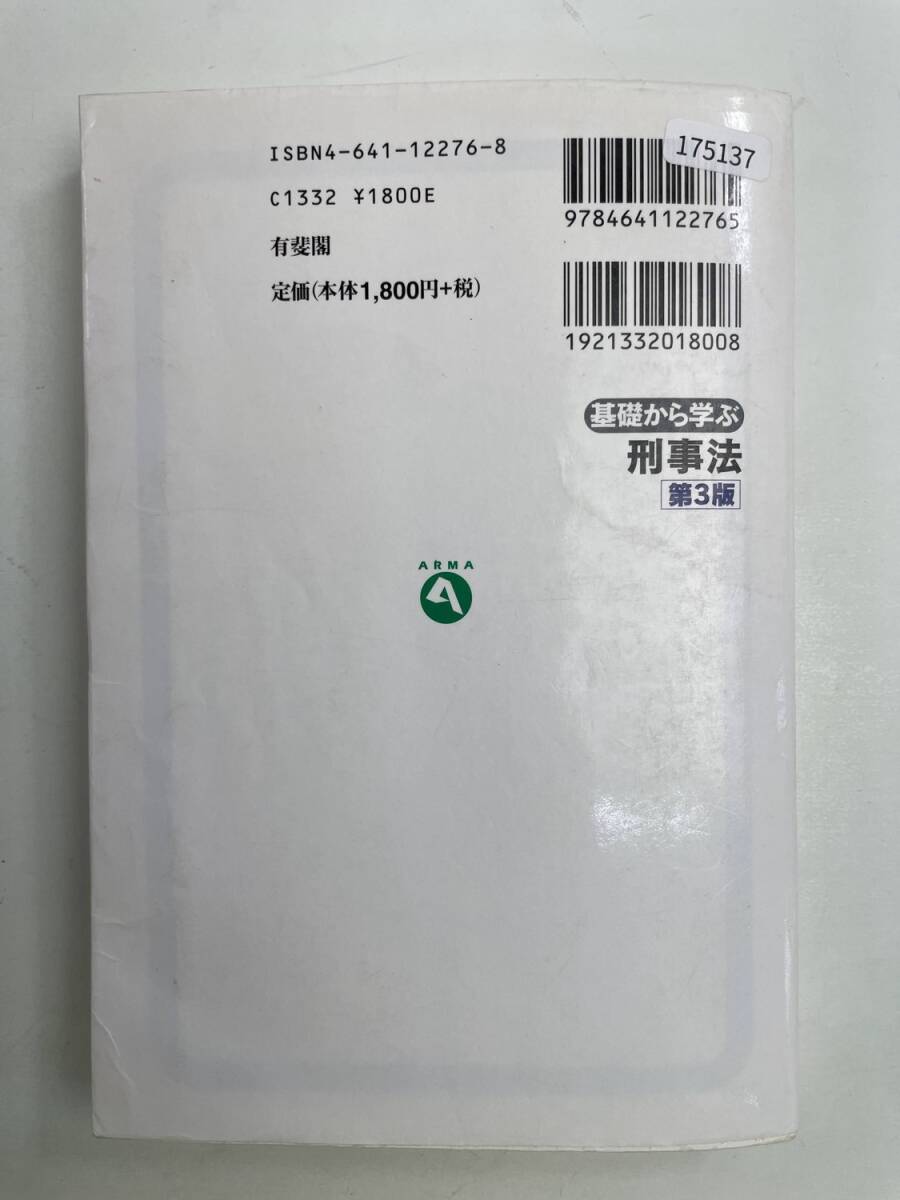 ISBN4-641-12276-8
C1332 ¥1800E
有斐閣
定価(本体1,800円+税)
175137
9784641122765
1921332018008
基礎から学ぶ
刑事法
第3版
ARMA